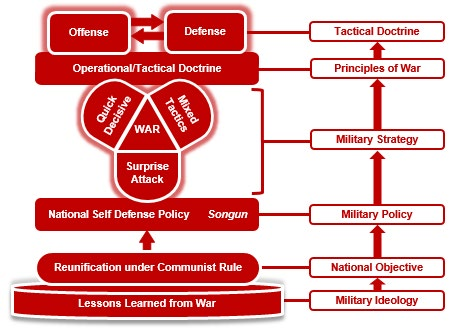 Offense
Defense
Tactical Doctrine
Operational/Tactical Doctrine
Principles of War
Quick
Decisive
Mixed
Tactics
WAR
Military Strategy
Surprise
Attack
National Self Defense Policy Songun
Military Policy
Reunification under Communist Rule
National Objective
Lessons Learned from War
Military Ideology